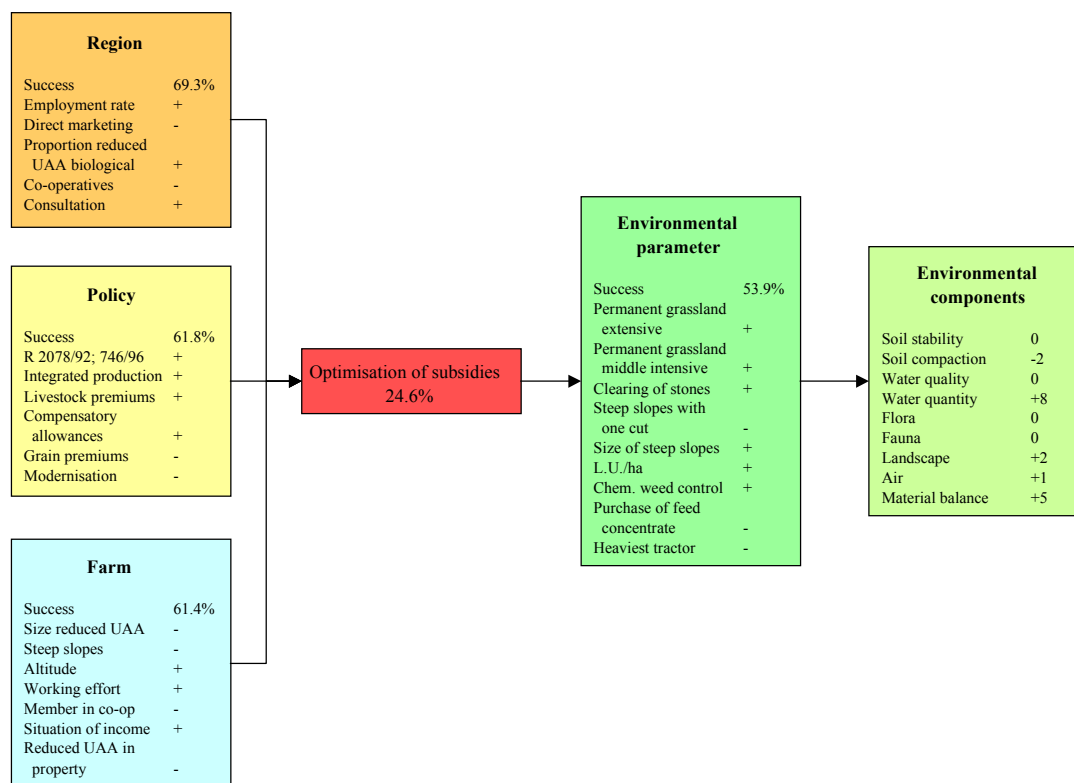 Region
Success 69.3%
Employment rate +
Direct marketing -
Proportion reduced
UAA biological +
Co-operatives -
Consultation +
Policy
Success 61.8%
R 2078/92; 746/96 +
Integrated production +
Livestock premiums +
Compensatory
allowances +
Grain premiums -
Modernisation -
Farm
Success 61.4%
Size reduced UAA -
Steep slopes -
Altitude +
Working effort +
Member in co-op -
Situation of income +
Reduced UAA in
property -
Optimisation of subsidies
24.6%
Environmental
parameter
Success 53.9%
Permanent grassland
extensive +
Permanent grassland
middle intensive +
Clearing of stones +
Steep slopes with
one cut -
Size of steep slopes +
L.U./ha +
Chem. weed control +
Purchase of feed
concentrate -
Heaviest tractor -
Environmental
components
Soil stability 0
Soil compaction -2
Water quality 0
Water quantity +8
Flora 0
Fauna 0
Landscape +2
Air +1
Material balance +5